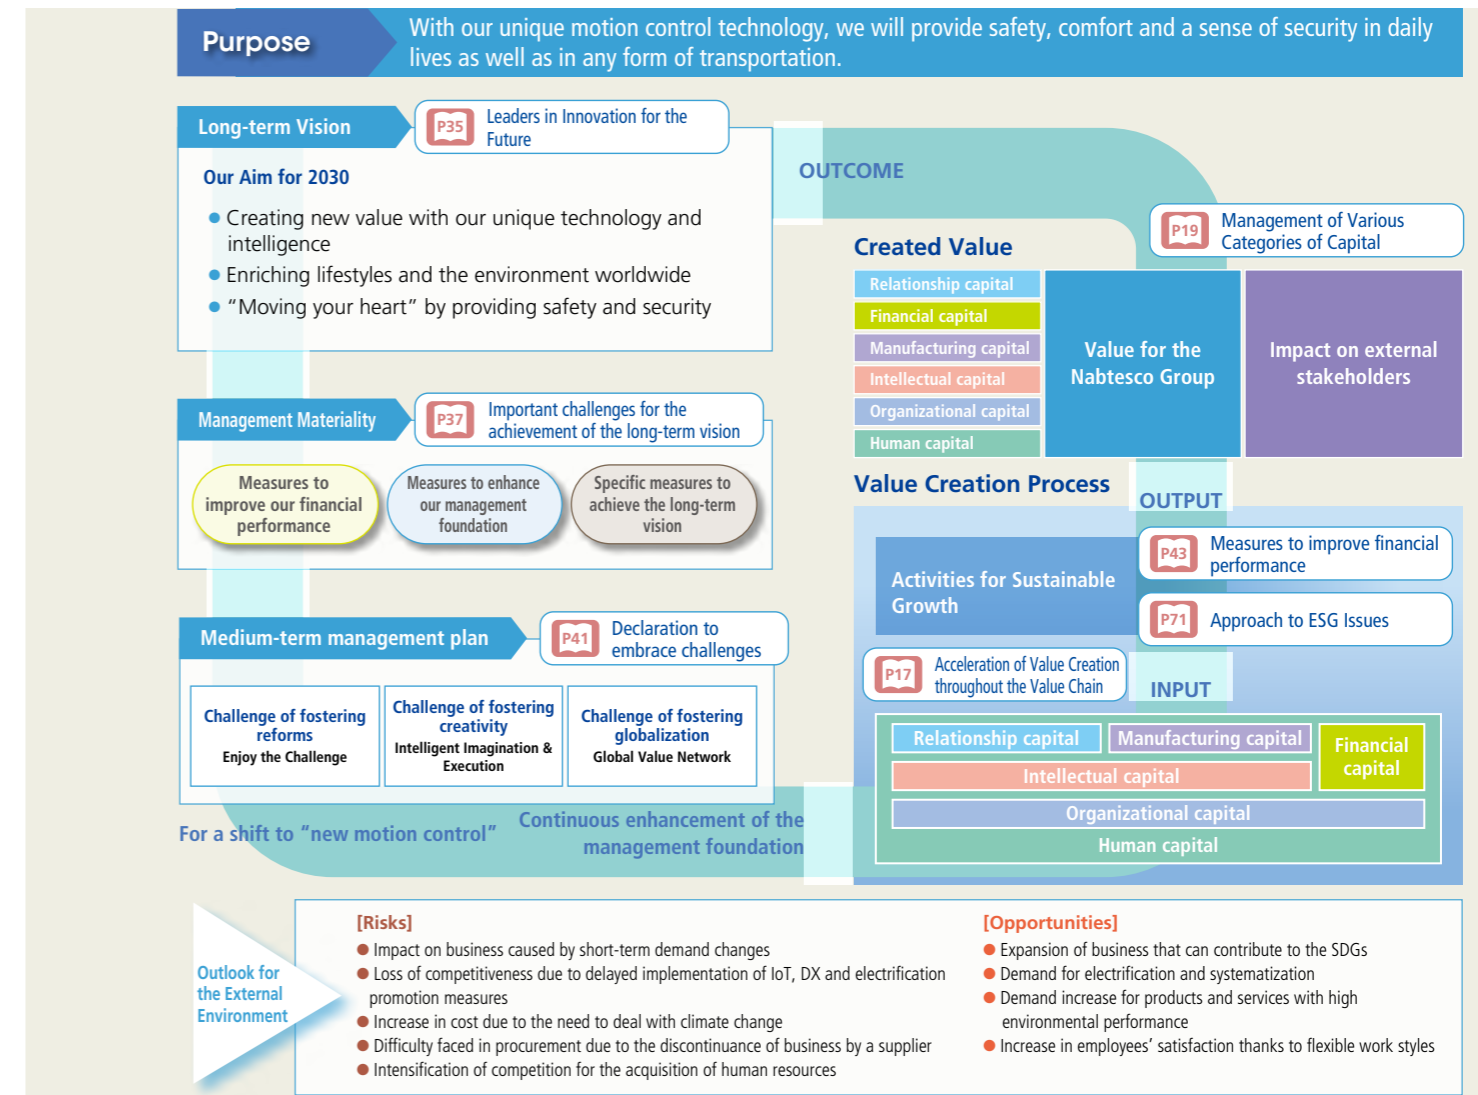 Purpose
With our unique motion control technology, we will provide safety, comfort and a sense of security in daily
lives as well as in any form of transportation.
Long-term Vision
P35
Leaders in Innovation for the
Future
Our Aim for 2030
● Creating new value with our unique technology and
intelligence
● Enriching lifestyles and the environment worldwide
● “Moving your heart” by providing safety and security
Management Materiality
P37
Important challenges for the
achievement of the long-term vision
Measures to
improve our financial
performance
Measures to enhance
our management
foundation
Specific measures to
achieve the long-term
vision
Medium-term management plan
P41
Declaration to
embrace challenges
Challenge of fostering
reforms
Enjoy the Challenge
Challenge of fostering
creativity
Intelligent Imagination &
Execution
Challenge of fostering
globalization
Global Value Network
For a shift to “new motion control”
Continuous enhancement of the
management foundation
OUTCOME
P19
Management of Various
Categories of Capital
Created Value
Relationship capital
Financial capital
Manufacturing capital
Intellectual capital
Organizational capital
Human capital
Value for the
Nabtesco Group
Impact on external
stakeholders
Value Creation Process
OUTPUT
Activities for Sustainable
Growth
P43
Measures to improve financial
performance
P71
Approach to ESG Issues
P17
Acceleration of Value Creation
throughout the Value Chain
INPUT
Relationship capital
Manufacturing capital
Financial
capital
Intellectual capital
Organizational capital
Human capital
Outlook for
the External
Environment
[Risks]
● Impact on business caused by short-term demand changes
● Loss of competitiveness due to delayed implementation of IoT, DX and electrification
promotion measures
● Increase in cost due to the need to deal with climate change
● Difficulty faced in procurement due to the discontinuance of business by a supplier
● Intensification of competition for the acquisition of human resources
[Opportunities]
● Expansion of business that can contribute to the SDGs
● Demand for electrification and systematization
● Demand increase for products and services with high
environmental performance
● Increase in employees’ satisfaction thanks to flexible work styles